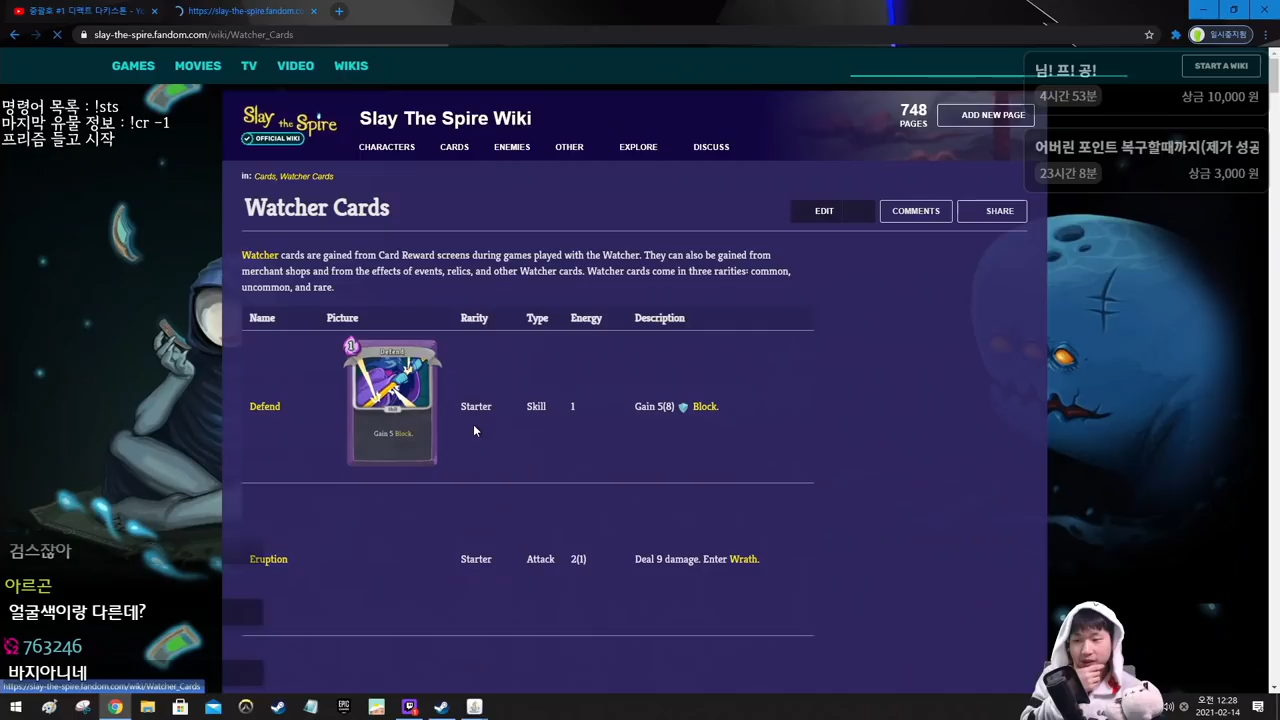 중괄호 #1 디펙트 다키스톤 - Yo
https://slay-the-spire.fandom.co
slay-the-spire.fandom.com/wiki/Watcher_Cards
일시중지됨
GAMES MOVIES TV VIDEO WIKIS
START A WIKI
님! 프! 공!
4시간 53분 상금 10,000 원
어버린 포인트 복구할때까지(제가 성공
23시간 8분 상금 3,000 원
명령어 목록 : !sts
바지막 유물 정보 : !cr -1
프리즘 들고 시작
Slay the Spire
OFFICIAL WIKI
Slay The Spire Wiki
748
PAGES
ADD NEW PAGE
CHARACTERS CARDS ENEMIES OTHER EXPLORE DISCUSS
in: Cards, Watcher Cards
Watcher Cards
EDIT COMMENTS SHARE
Watcher cards are gained from Card Reward screens during games played with the Watcher. They can also be gained from
merchant shops and from the effects of events, relics, and other Watcher cards. Watcher cards come in three rarities: common,
uncommon, and rare.
Name Picture Rarity Type Energy Description
1
Defend
Gain 5 Block.
Defend Starter Skill 1 Gain 5(8) Block.
Eruption Starter Attack 2(1) Deal 9 damage. Enter Wrath.
검스잖아
아르곤
얼굴색이랑 다른데?
763246
바지아니네
https://slay-the-spire.fandom.com/wiki/Watcher_Cards
EPIC
오전 12:28
2021-02-14